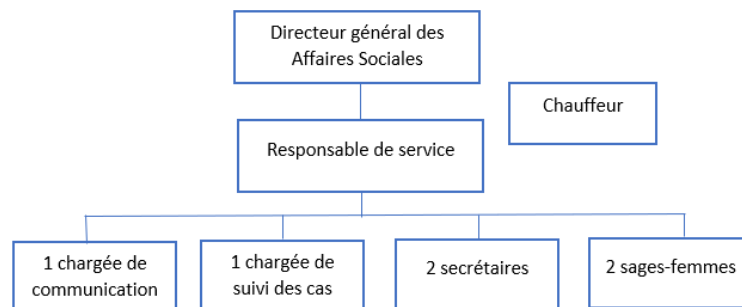 Directeur général des
Affaires Sociales
Chauffeur
Responsable de service
1 chargée de
communication
1 chargée de
suivi des cas
2 secrétaires
2 sages-femmes